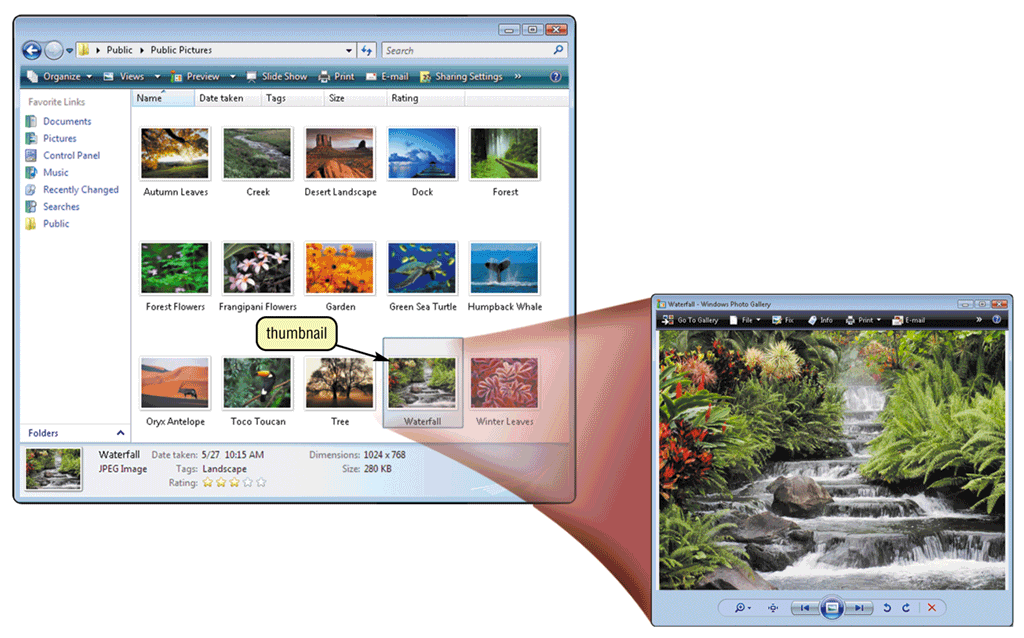 Public Public Pictures Search
Organize Views Preview Slide Show Print E-mail Sharing Settings »
Favorite Links
Documents
Pictures
Control Panel
Music
Recently Changed
Searches
Public
Folders
Name Date taken Tags Size Rating
Autumn Leaves Creek Desert Landscape Dock Forest
Forest Flowers Frangipani Flowers Garden Green Sea Turtle Humpback Whale
thumbnail
Oryx Antelope Toco Toucan Tree Waterfall Winter Leaves
Waterfall Date taken: 5/27 10:15 AM Dimensions: 1024 x 768
JPEG Image Tags: Landscape Size: 280 KB
Rating:
Waterfall - Windows Photo Gallery
Go To Gallery File Fix Info Print E-mail »